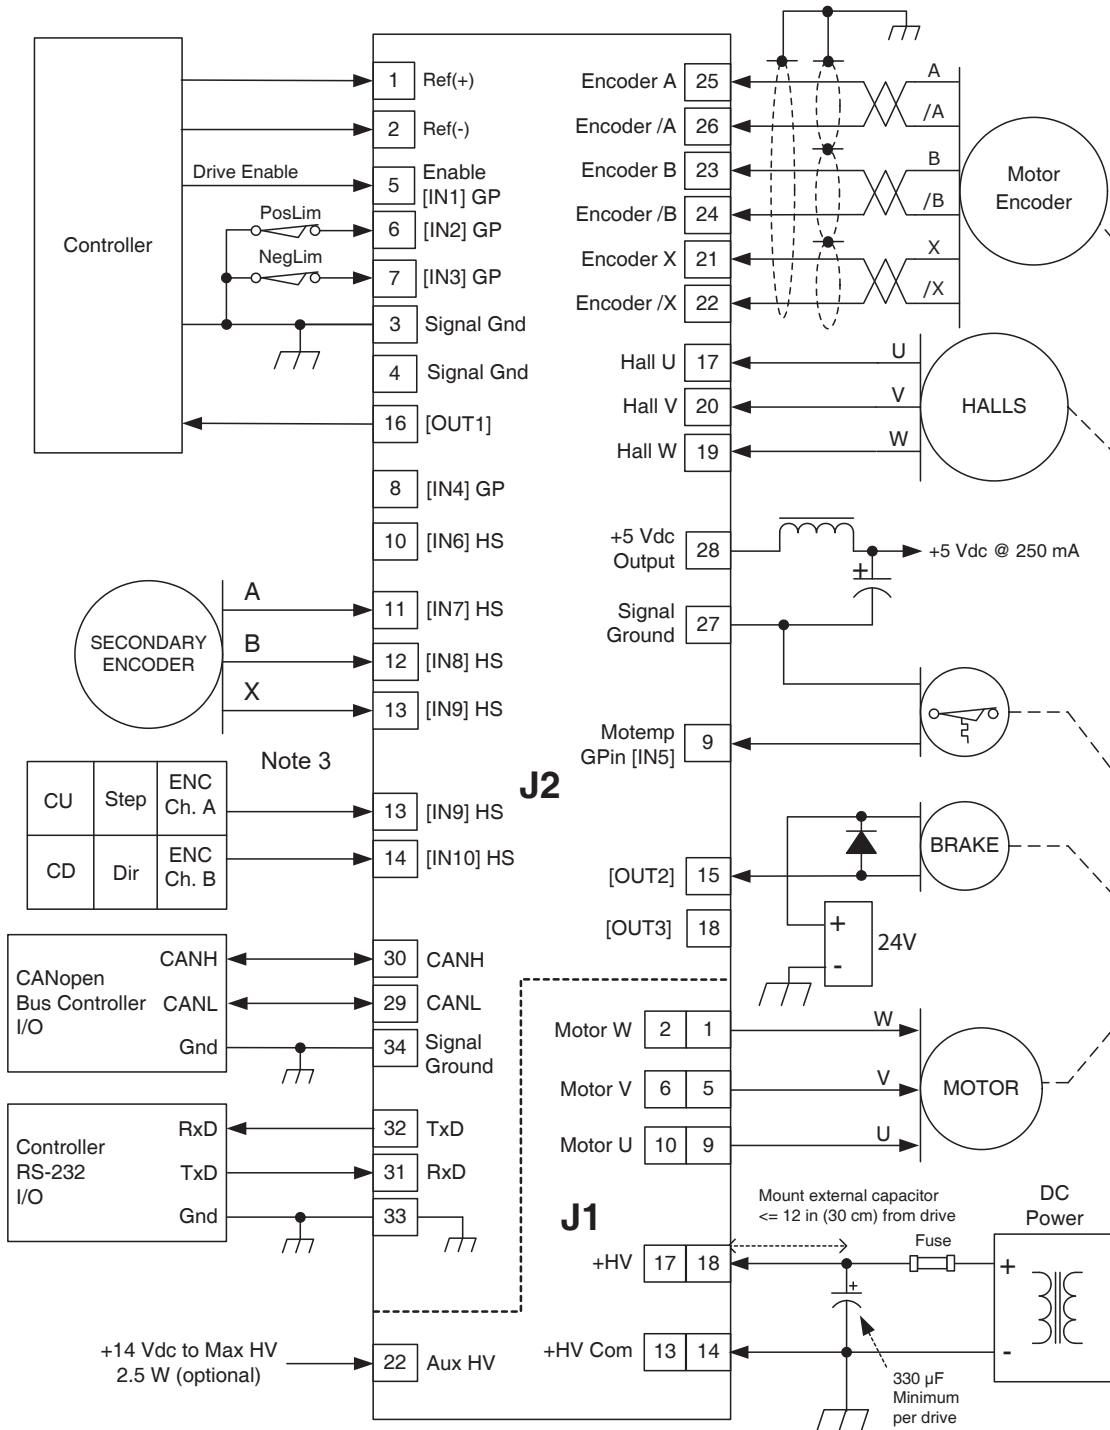 Controller
Drive Enable
PosLim
NegLim
1 Ref(+)
2 Ref(-)
5 Enable
[IN1] GP
6 [IN2] GP
7 [IN3] GP
3 Signal Gnd
4 Signal Gnd
16 [OUT1]
8 [IN4] GP
10 [IN6] HS
SECONDARY
ENCODER
A
B
X
11 [IN7] HS
12 [IN8] HS
13 [IN9] HS
Note 3
CU Step ENC
Ch. A
CD Dir ENC
Ch. B
13 [IN9] HS
14 [IN10] HS
CANopen
Bus Controller
I/O
CANH
CANL
Gnd
30 CANH
29 CANL
34 Signal
Ground
Controller
RS-232
I/O
RxD
TxD
Gnd
32 TxD
31 RxD
33
+14 Vdc to Max HV
2.5 W (optional)
22 Aux HV
J2
J1
Encoder A 25
Encoder /A 26
Encoder B 23
Encoder /B 24
Encoder X 21
Encoder /X 22
A
/A
B
/B
X
/X
Motor
Encoder
Hall U 17
Hall V 20
Hall W 19
U
V
W
HALLS
+5 Vdc
Output
28
+
+5 Vdc @ 250 mA
Signal
Ground
27
Motemp
GPin [IN5]
9
BRAKE
[OUT2] 15
[OUT3] 18
+
-
24V
Motor W 2 1
Motor V 6 5
Motor U 10 9
W
V
U
MOTOR
Mount external capacitor
<= 12 in (30 cm) from drive
DC
Power
Fuse
+HV 17 18
+
+
-
+HV Com 13 14
330 µF
Minimum
per drive